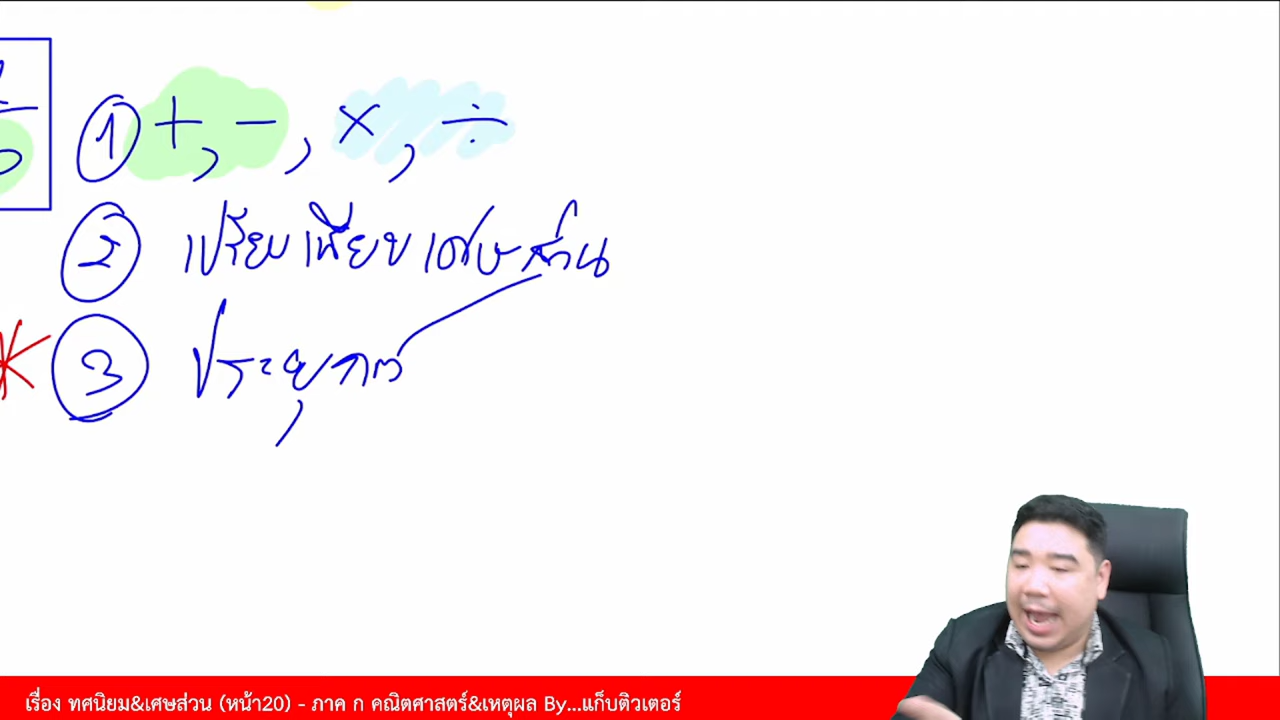 ① +, -, ×, ÷
② เปรียบเทียบเศษส่วน
③ ประยุกต์
เรื่อง ทศนิยม&เศษส่วน (หน้า20) - ภาค ก คณิตศาสตร์&เหตุผล By...แก็บติวเตอร์